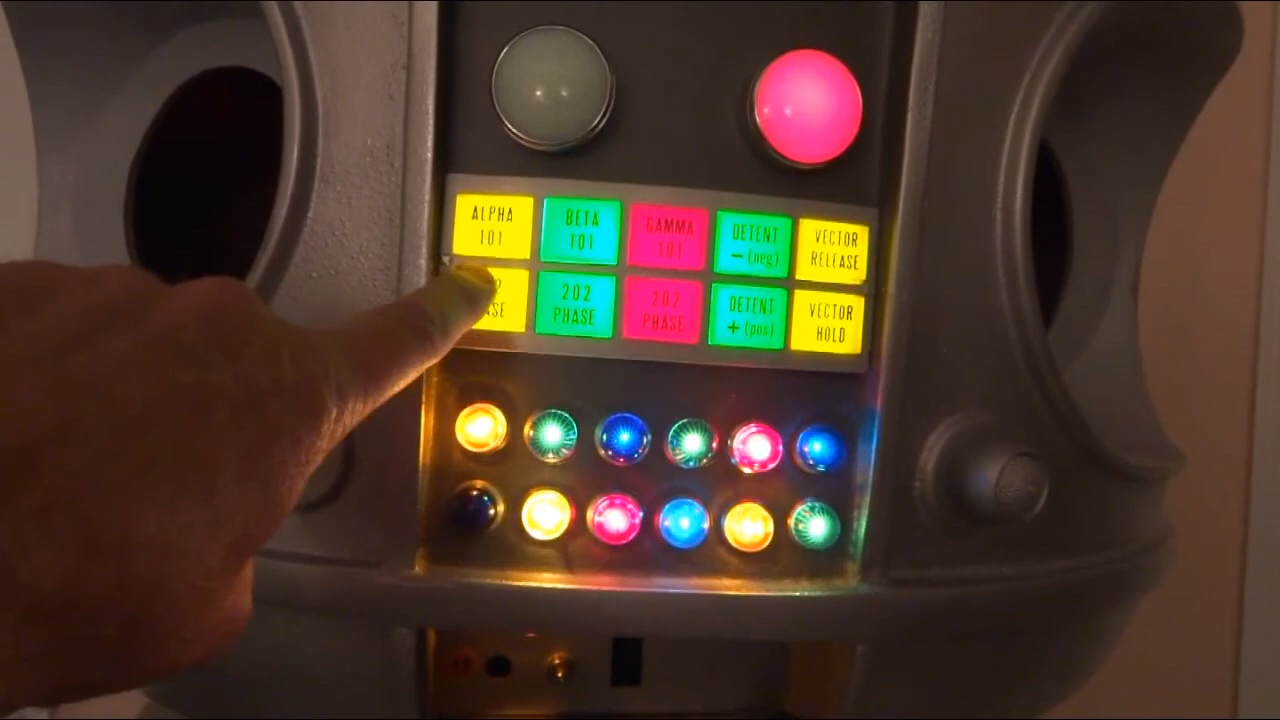 ALPHA
101
BETA
101
GAMMA
101
DETENT
– (neg)
VECTOR
RELEASE
202
PHASE
202
PHASE
DETENT
+ (pos)
VECTOR
HOLD